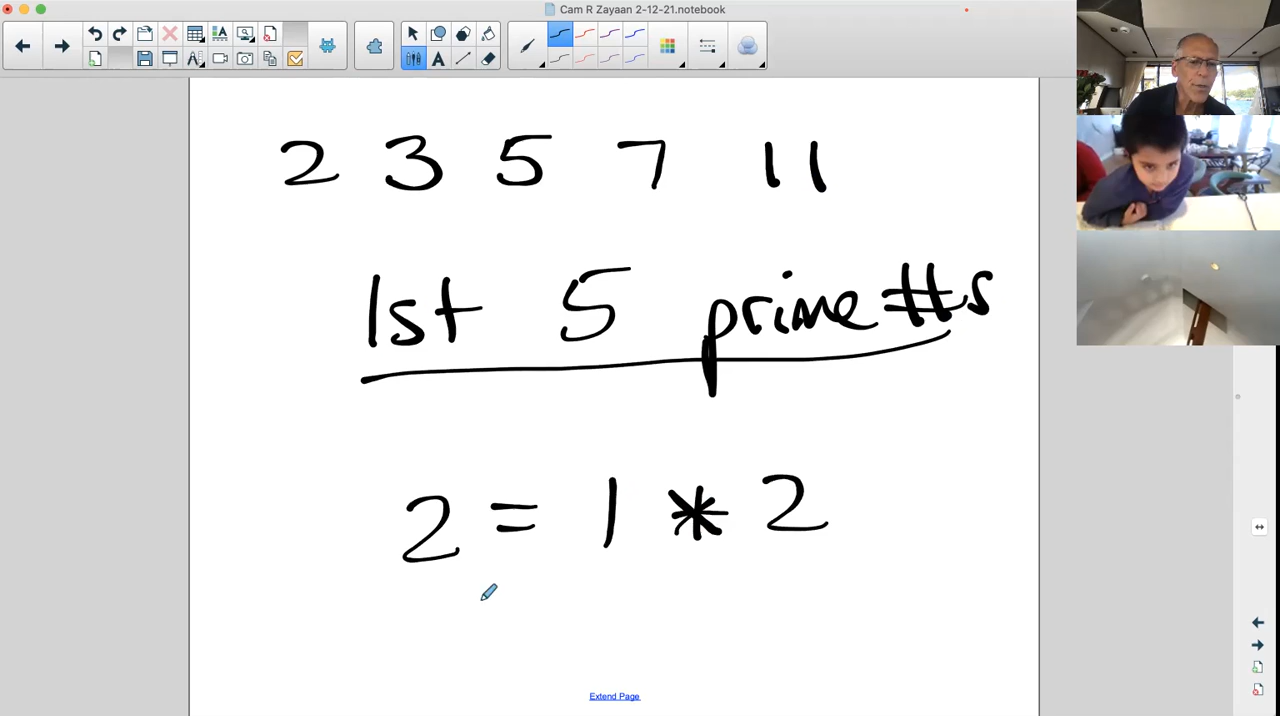 Cam R Zayaan 2-12-21.notebook
2 3 5 7 11
1st 5 prime #s
2 = 1 * 2
Extend Page